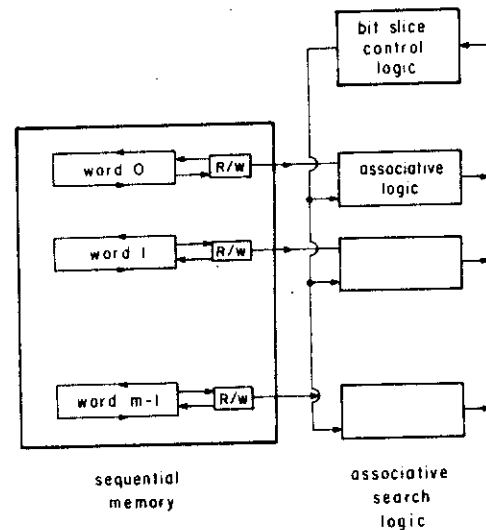 bit slice
control
logic
word 0
R/w
associative
logic
word 1
R/w
word m-1
R/w
sequential
memory
associative
search
logic